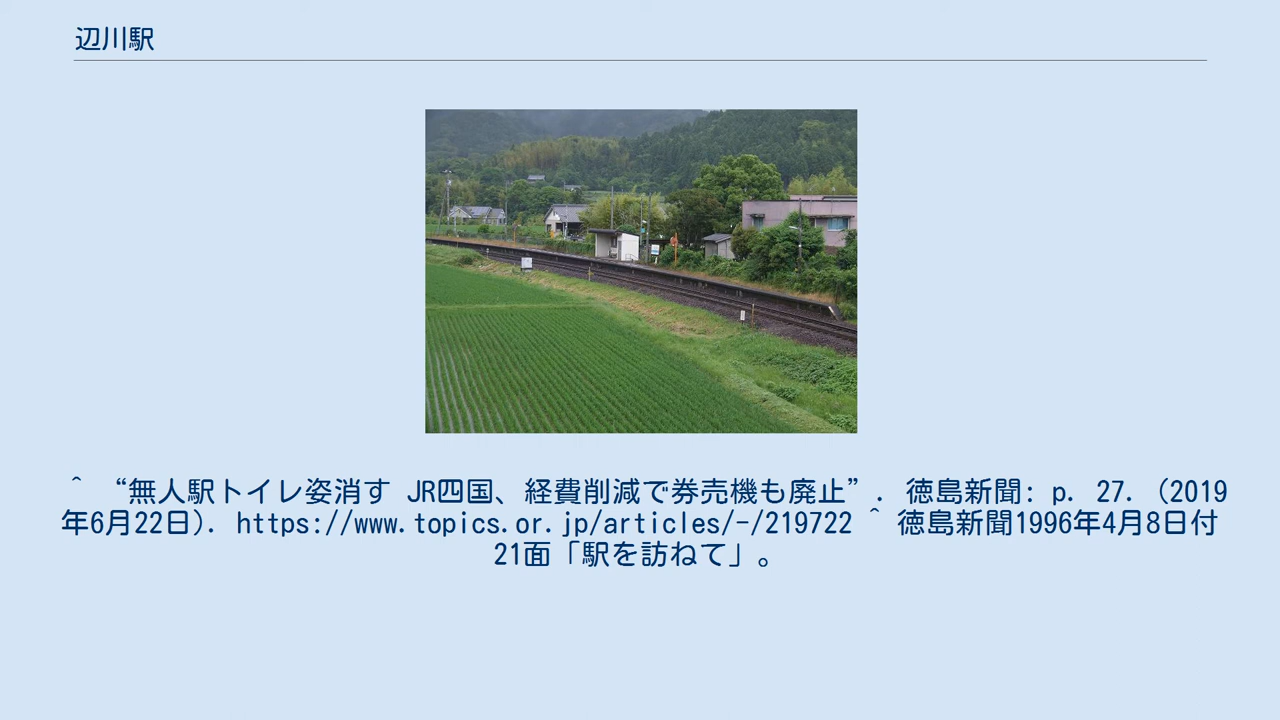 辺川駅
^ “無人駅トイレ姿消す JR四国、経費削減で券売機も廃止”. 徳島新聞: p. 27. (2019
年6月22日). https://www.topics.or.jp/articles/-/219722 ^ 徳島新聞1996年4月8日付
21面「駅を訪ねて」。